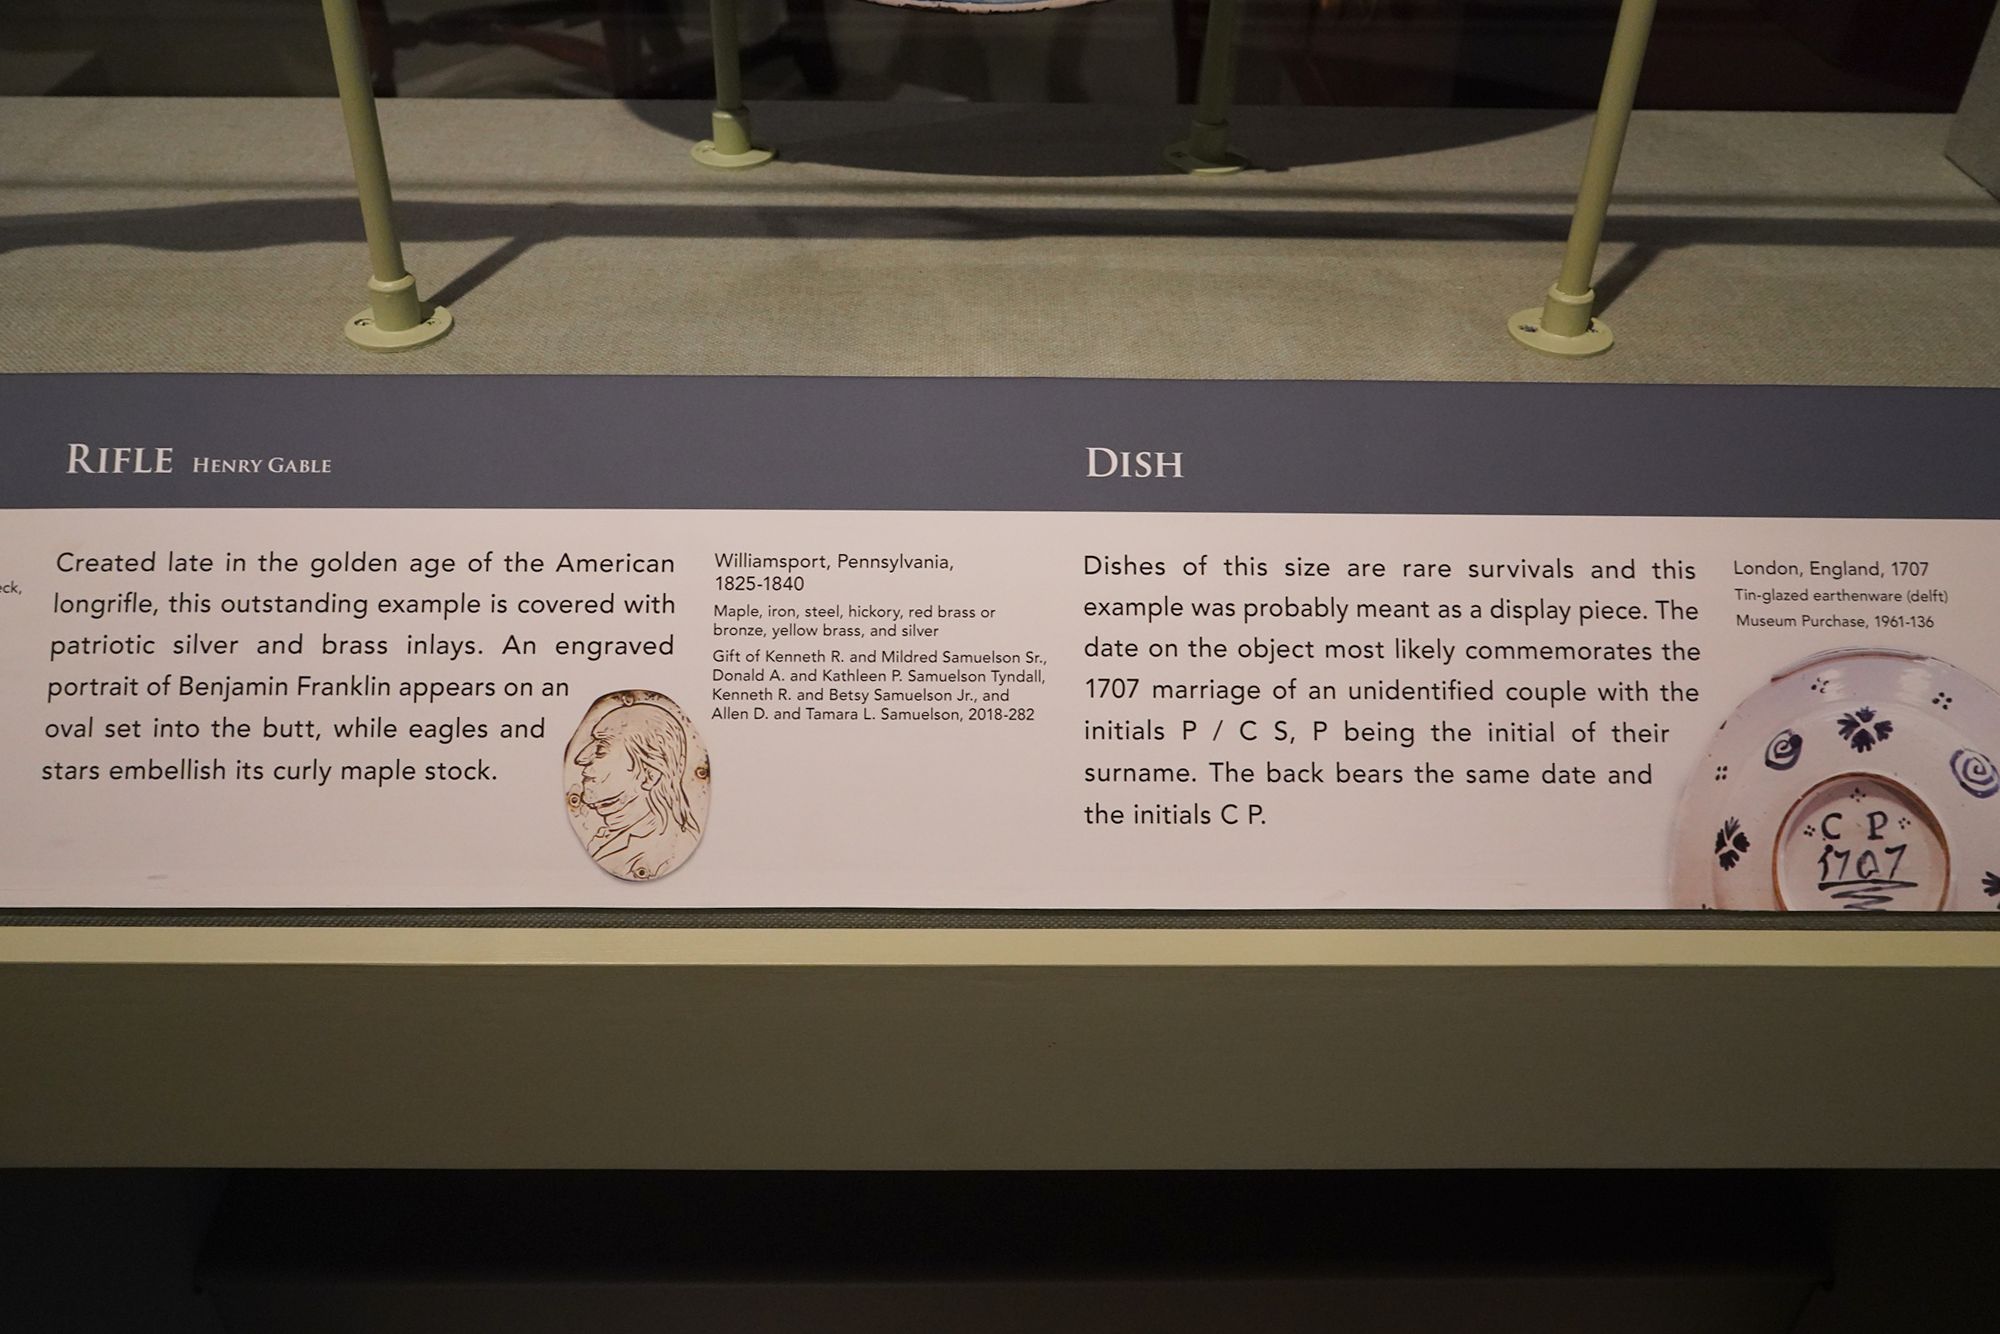 RIFLE HENRY GABLE
Created late in the golden age of the American
longrifle, this outstanding example is covered with
patriotic silver and brass inlays. An engraved
portrait of Benjamin Franklin appears on an
oval set into the butt, while eagles and
stars embellish its curly maple stock.
Williamsport, Pennsylvania,
1825-1840
Maple, iron, steel, hickory, red brass or
bronze, yellow brass, and silver
Gift of Kenneth R. and Mildred Samuelson Sr.,
Donald A. and Kathleen P. Samuelson Tyndall,
Kenneth R. and Betsy Samuelson Jr., and
Allen D. and Tamara L. Samuelson, 2018-282
DISH
Dishes of this size are rare survivals and this
example was probably meant as a display piece. The
date on the object most likely commemorates the
1707 marriage of an unidentified couple with the
initials P / C S, P being the initial of their
surname. The back bears the same date and
the initials C P.
London, England, 1707
Tin-glazed earthenware (delft)
Museum Purchase, 1961-136
C P
1707